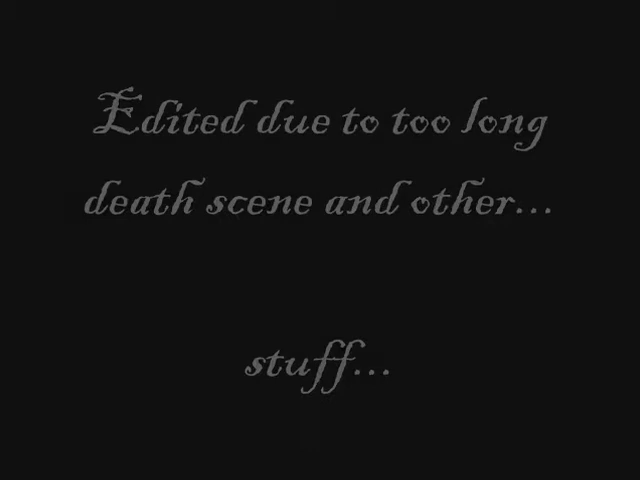 Edited due to too long
death scene and other...
stuff...